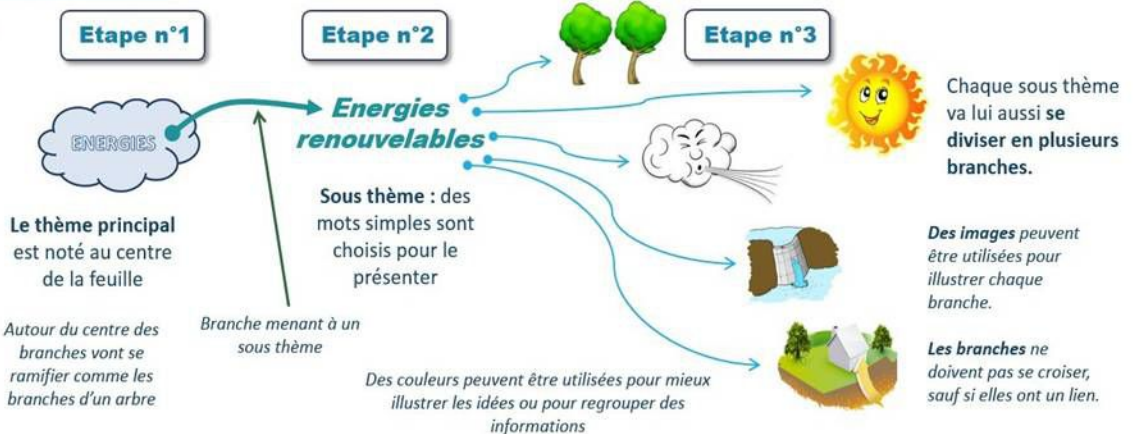 Etape n°1
Etape n°2
Etape n°3
ENERGIES
Energies
renouvelables
Chaque sous thème
va lui aussi se
diviser en plusieurs
branches.
Le thème principal
est noté au centre
de la feuille
Sous thème : des
mots simples sont
choisis pour le
présenter
Des images peuvent
être utilisées pour
illustrer chaque
branche.
Autour du centre des
branches vont se
ramifier comme les
branches d'un arbre
Branche menant à un
sous thème
Des couleurs peuvent être utilisées pour mieux
illustrer les idées ou pour regrouper des
informations
Les branches ne
doivent pas se croiser,
sauf si elles ont un lien.